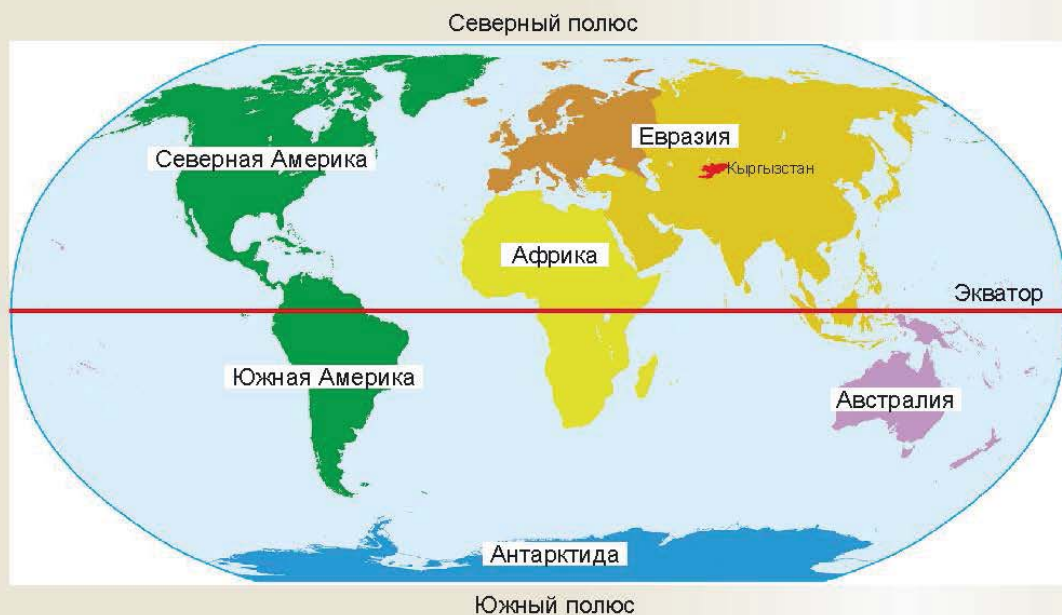 Северный полюс
Евразия
Северная Америка
Кыргызстан
Африка
Экватор
Южная Америка
Австралия
Антарктида
Южный полюс